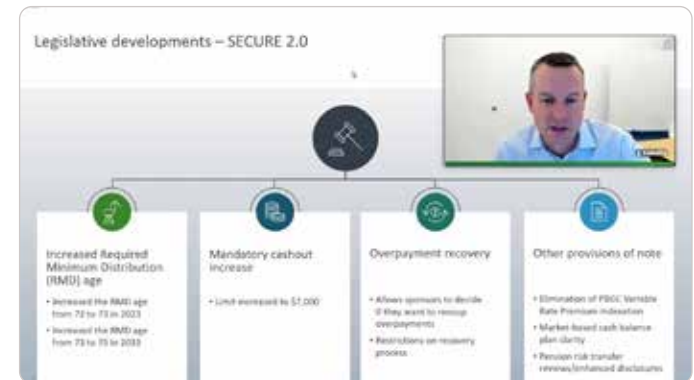 Legislative developments – SECURE 2.0
Increased Required
Minimum Distribution
(RMD) age
• Increased the RMD age
from 72 to 73 in 2023
• Increased the RMD age
from 73 to 75 in 2033
Mandatory cashout
increase
• Limit increased to $7,000
Overpayment recovery
• Allows sponsors to decide
if they want to recoup
overpayments
• Restrictions on recovery
process
Other provisions of note
• Elimination of PBGC Variable
Rate Premium indexation
• Market-based cash balance
plan clarity
• Pension risk transfer
reviews/enhanced disclosures